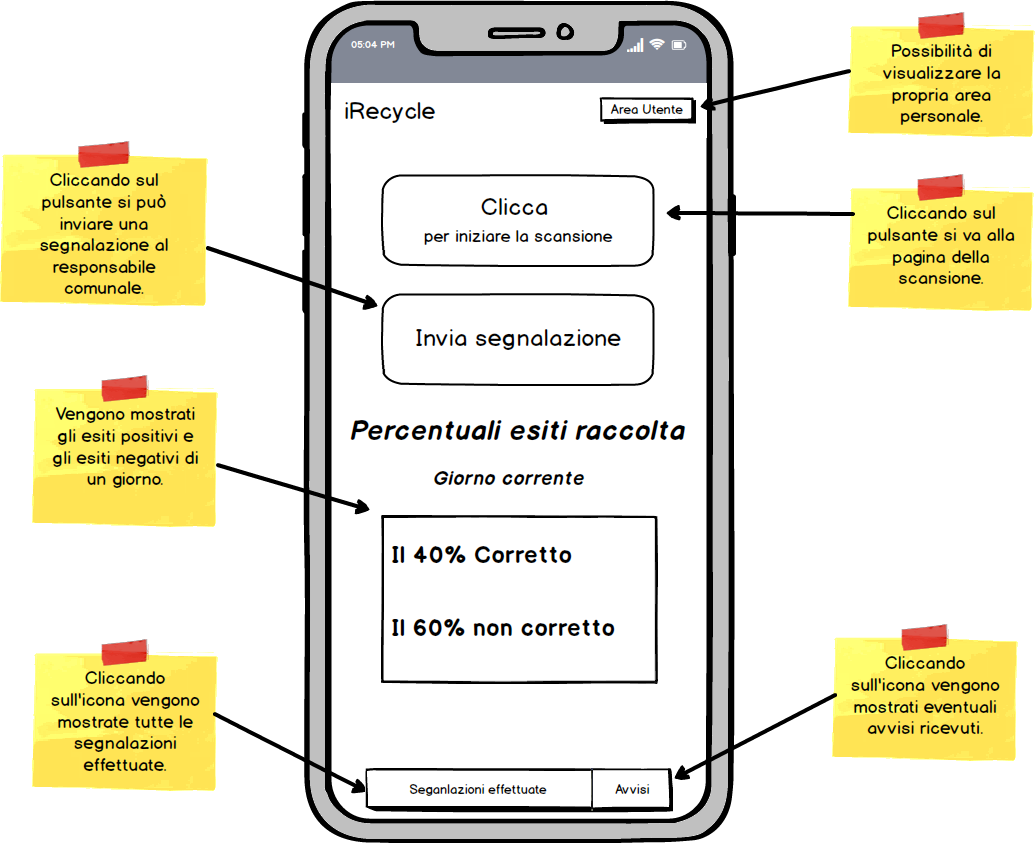 05:04 PM
iRecycle
Area Utente
Possibilità di
visualizzare la
propria area
personale.
Cliccando sul
pulsante si può
inviare una
segnalazione al
responsabile
comunale.
Clicca
per iniziare la scansione
Cliccando sul
pulsante si va alla
pagina della
scansione.
Invia segnalazione
Vengono mostrati
gli esiti positivi e
gli esiti negativi di
un giorno.
Percentuali esiti raccolta
Giorno corrente
Il 40% Corretto
Il 60% non corretto
Cliccando
sull'icona vengono
mostrate tutte le
segnalazioni
effettuate.
Cliccando
sull'icona vengono
mostrati eventuali
avvisi ricevuti.
Seganlazioni effettuate
Avvisi